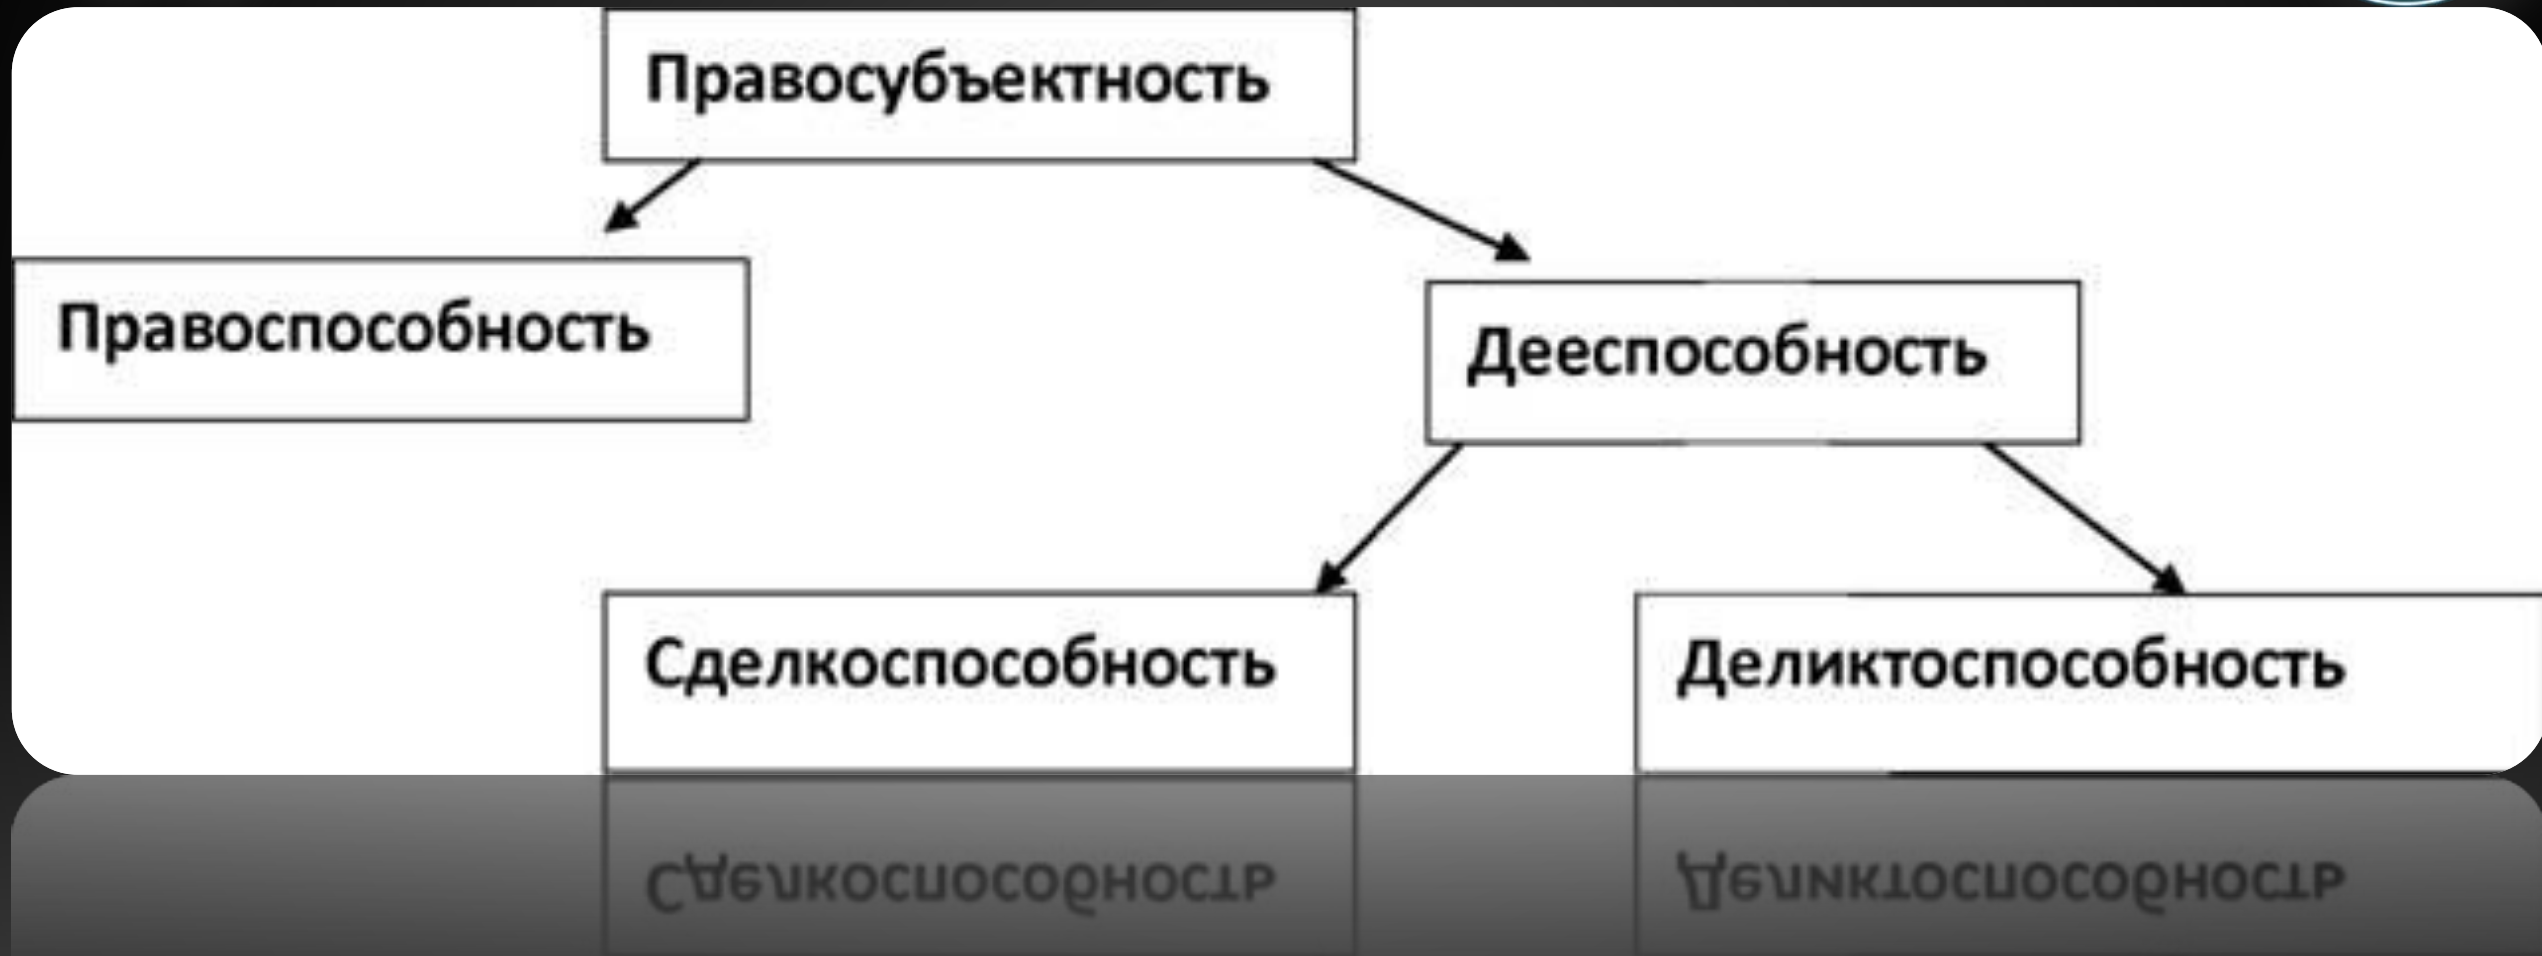 Правосубъектность
Правоспособность
Дееспособность
Сделкоспособность
Деликтоспособность